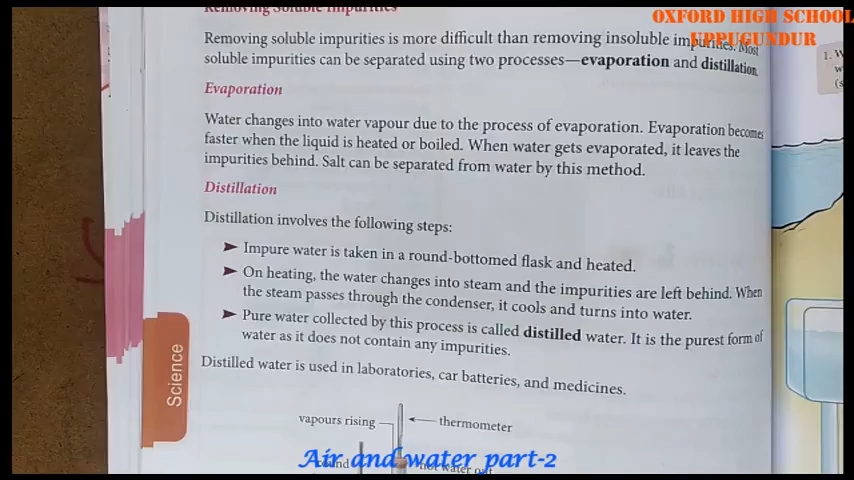 OXFORD HIGH SCHOOL
UPPUGUNDUR
Removing Soluble Impurities
Removing soluble impurities is more difficult than removing insoluble impurities. Most
soluble impurities can be separated using two processes—evaporation and distillation.
Evaporation
Water changes into water vapour due to the process of evaporation. Evaporation becomes
faster when the liquid is heated or boiled. When water gets evaporated, it leaves the
impurities behind. Salt can be separated from water by this method.
Distillation
Distillation involves the following steps:
➤ Impure water is taken in a round-bottomed flask and heated.
➤ On heating, the water changes into steam and the impurities are left behind. When
the steam passes through the condenser, it cools and turns into water.
➤ Pure water collected by this process is called distilled water. It is the purest form of
water as it does not contain any impurities.
Distilled water is used in laboratories, car batteries, and medicines.
vapours rising
thermometer
water out
Science
Air and water part-2
1. W
(s